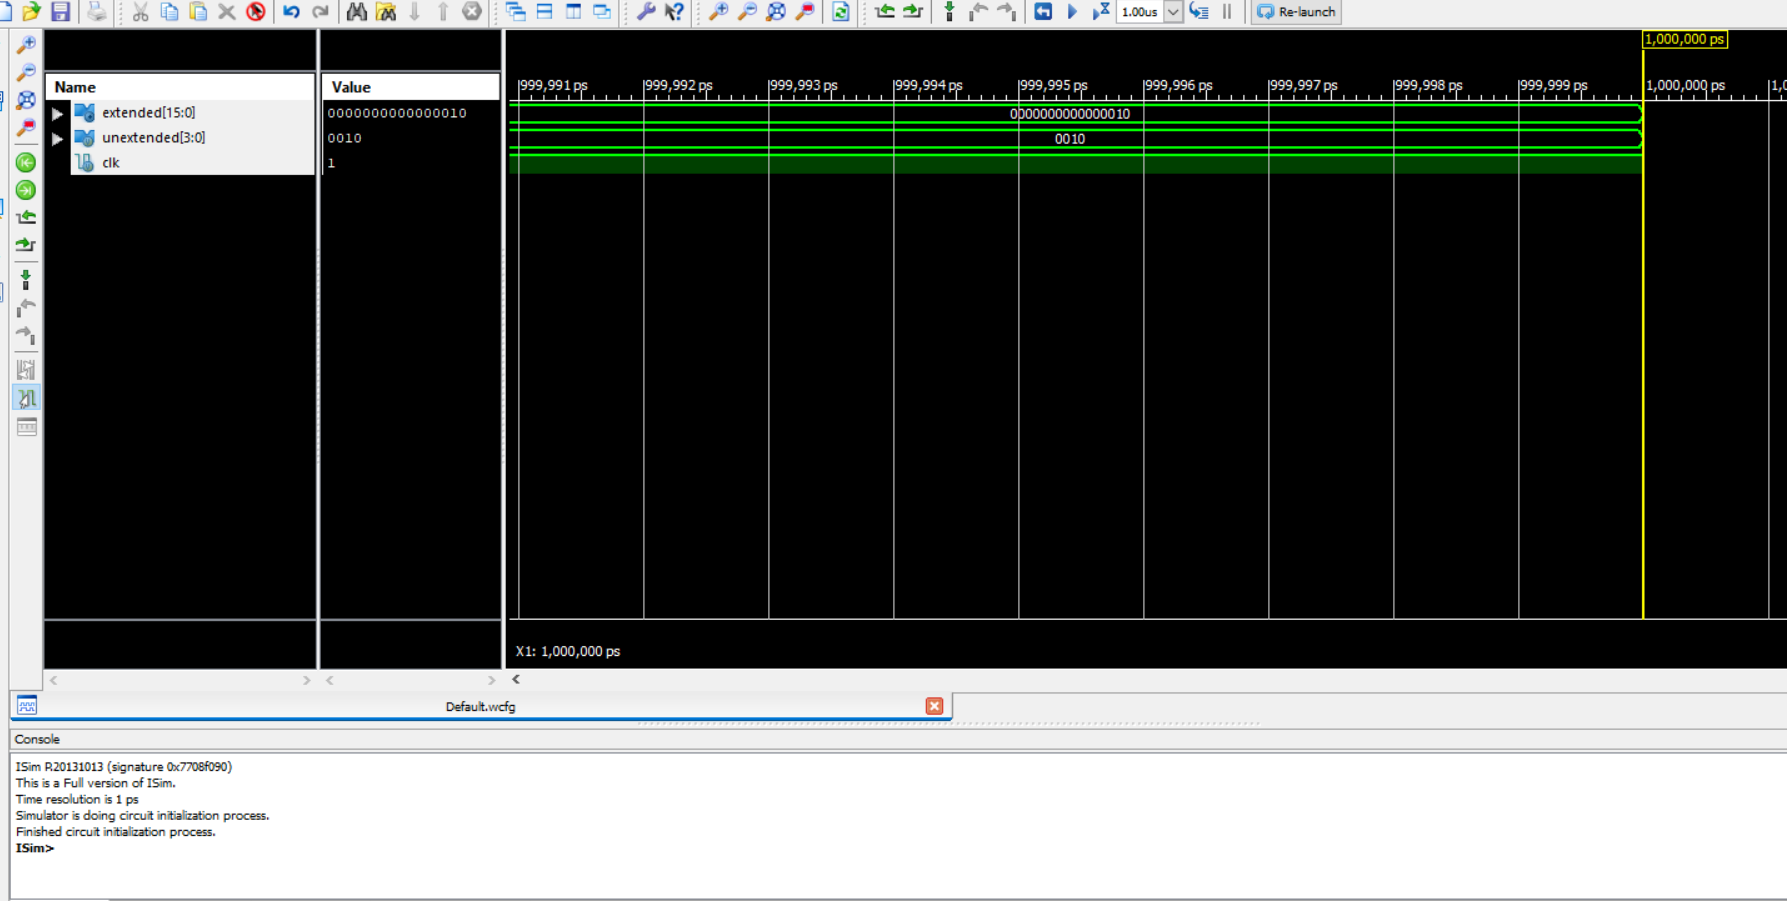 1.00us
Re-launch
1,000,000 ps
Name
Value
999,991 ps
999,992 ps
999,993 ps
999,994 ps
999,995 ps
999,996 ps
999,997 ps
999,998 ps
999,999 ps
1,000,000 ps
extended[15:0]
0000000000000010
0000000000000010
unextended[3:0]
0010
0010
clk
1
X1: 1,000,000 ps
Default.wcfg
Console
ISim R20131013 (signature 0x7708f090)
This is a Full version of ISim.
Time resolution is 1 ps
Simulator is doing circuit initialization process.
Finished circuit initialization process.
ISim>